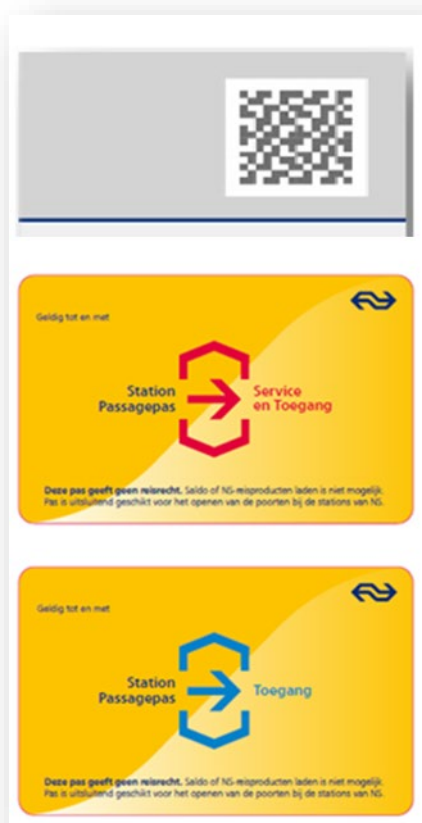 Geldig tot en met
Station
Passagepas
Service
en Toegang
Deze pas geeft geen reisrecht. Saldo of NS-reisproducten laden is niet mogelijk.
Pas is uitsluitend geschikt voor het openen van de poorten bij de stations van NS.
Geldig tot en met
Station
Passagepas
Toegang
Deze pas geeft geen reisrecht. Saldo of NS-reisproducten laden is niet mogelijk.
Pas is uitsluitend geschikt voor het openen van de poorten bij de stations van NS.